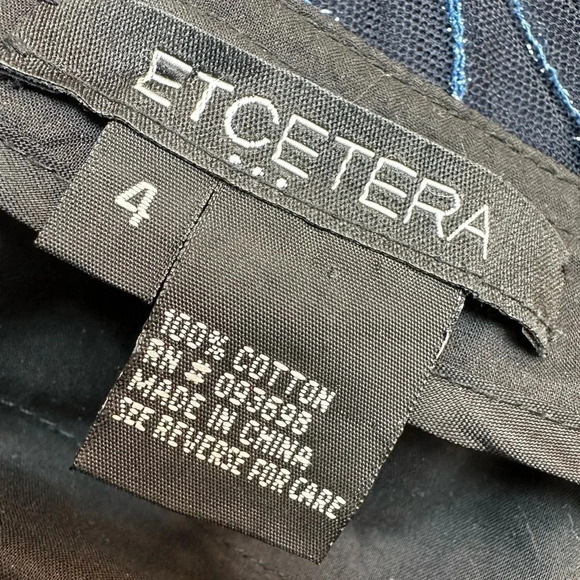 ETCETERA
...
4
100% COTTON
RN # 093698
MADE IN CHINA
SEE REVERSE FOR CARE